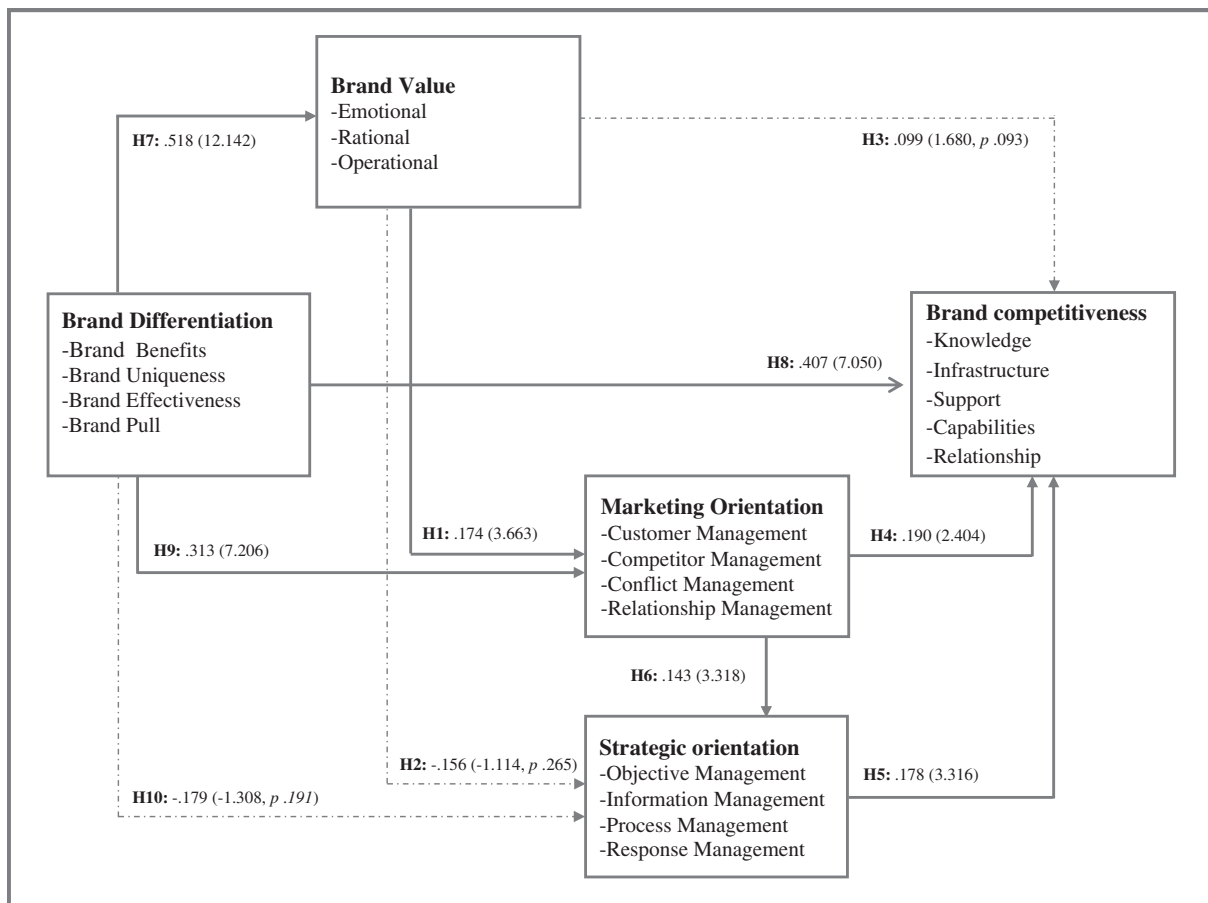 Brand Value
-Emotional
-Rational
-Operational
H7: .518 (12.142)
H3: .099 (1.680, p .093)
Brand Differentiation
-Brand Benefits
-Brand Uniqueness
-Brand Effectiveness
-Brand Pull
H8: .407 (7.050)
Brand competitiveness
-Knowledge
-Infrastructure
-Support
-Capabilities
-Relationship
H9: .313 (7.206)
H1: .174 (3.663)
Marketing Orientation
-Customer Management
-Competitor Management
-Conflict Management
-Relationship Management
H4: .190 (2.404)
H6: .143 (3.318)
H2: -.156 (-1.114, p .265)
H10: -.179 (-1.308, p .191)
Strategic orientation
-Objective Management
-Information Management
-Process Management
-Response Management
H5: .178 (3.316)